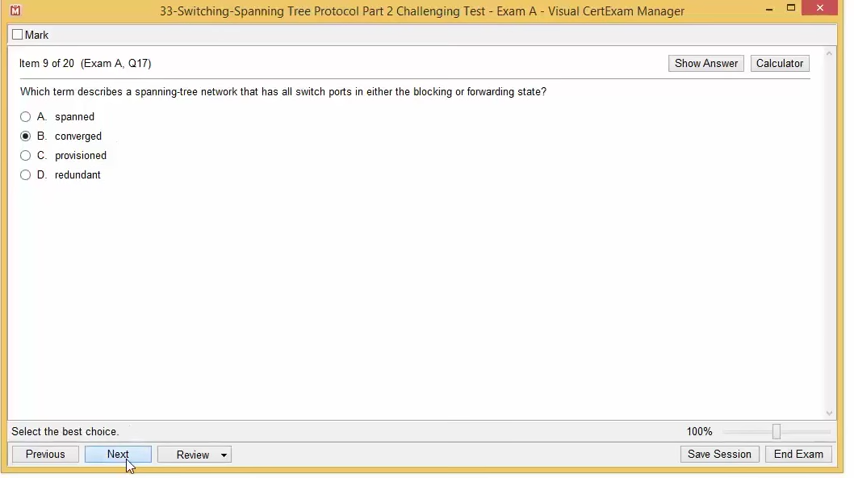 33-Switching-Spanning Tree Protocol Part 2 Challenging Test - Exam A - Visual CertExam Manager
Mark
Item 9 of 20 (Exam A, Q17)
Show Answer
Calculator
Which term describes a spanning-tree network that has all switch ports in either the blocking or forwarding state?
A. spanned
B. converged
C. provisioned
D. redundant
Select the best choice.
100%
Previous
Next
Review
Save Session
End Exam